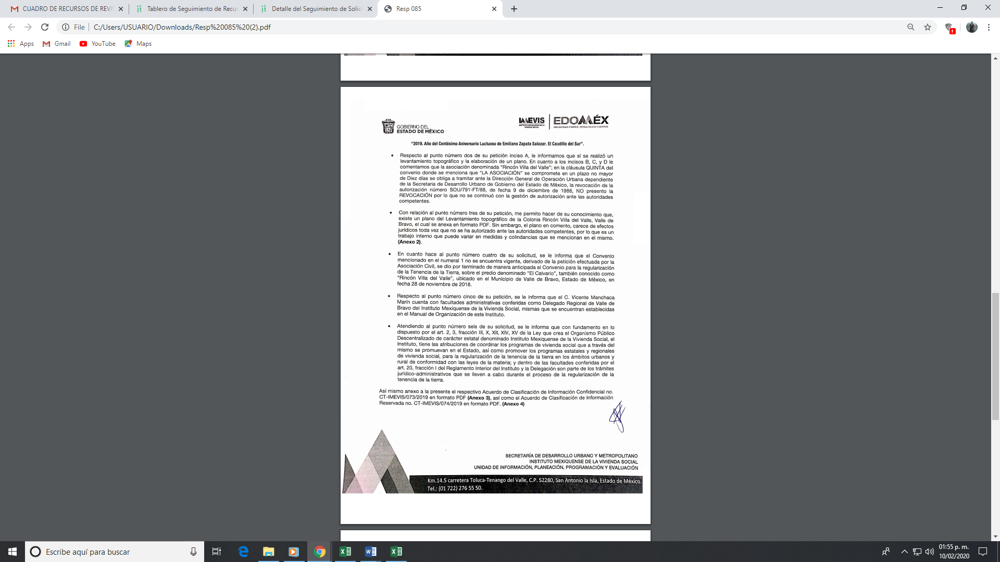 CUADRO DE RECURSOS DE REVIS
Tablero de Seguimiento de Recur
Detalle del Seguimiento de Solici
Resp 085
File
C:/Users/USUARIO/Downloads/Resp%20085%20(2).pdf
Apps
Gmail
YouTube
Maps
GOBIERNO DEL
ESTADO DE MÉXICO
IMEVIS
INSTITUTO MEXIQUENSE DE LA
VIVIENDA SOCIAL
EDOMÉX
DECISIONES FIRMES, RESULTADOS FUERTES.
"2019. Año del Centésimo Aniversario Luctuoso de Emiliano Zapata Salazar. El Caudillo del Sur".
• Respecto al punto número dos de su petición inciso A, le informamos que sí se realizó un
levantamiento topográfico y la elaboración de un plano. En cuanto a los incisos B, C, y D le
comentamos que la asociación denominada "Rincón Villa del Valle"; en la cláusula QUINTA del
convenio donde se menciona que "LA ASOCIACIÓN" se compromete en un plazo no mayor
de Diez días se obliga a tramitar ante la Dirección General de Operación Urbana dependiente
de la Secretaria de Desarrollo Urbano de Gobierno del Estado de México, la revocación de la
autorización número SOU/791-FT/88, de fecha 9 de diciembre de 1988, NO presento la
REVOCACIÓN por lo que no se continuó con la gestión de autorización ante las autoridades
competentes.
• Con relación al punto número tres de su petición, me permito hacer de su conocimiento que,
existe un plano del Levantamiento topográfico de la Colonia Rincón Villa del Valle, Valle de
Bravo, el cual se anexa en formato PDF. Sin embargo, el plano en comento, carece de efectos
jurídicos toda vez que no se ha autorizado ante las autoridades competentes, por lo que es un
trabajo interno que puede variar en medidas y colindancias que se mencionan en el mismo.
(Anexo 2).
• En cuanto hace al punto número cuatro de su solicitud, se le informa que el Convenio
mencionado en el numeral 1 no se encuentra vigente, derivado de la petición efectuada por la
Asociación Civil, se dio por terminado de manera anticipada el Convenio para la regularización
de la Tenencia de la Tierra, sobre el predio denominado "El Calvario", también conocido como
"Rincón Villa del Valle", ubicado en el Municipio de Valle de Bravo, Estado de México, en
fecha 28 de noviembre de 2018.
• Respecto al punto número cinco de su petición, se le informa que el C. Vicente Menchaca
Marín cuenta con facultades administrativas conferidas como Delegado Regional de Valle de
Bravo del Instituto Mexiquense de la Vivienda Social, mismas que se encuentran establecidas
en el Manual de Organización de este Instituto.
• Atendiendo al punto número seis de su solicitud, se le informa que con fundamento en lo
dispuesto por el art. 2, 3, fracción III, X, XII, XIV, XV de la Ley que crea el Organismo Público
Descentralizado de carácter estatal denominado Instituto Mexiquense de la Vivienda Social, el
Instituto, tiene las atribuciones de coordinar los programas de vivienda social que a través del
mismo se promuevan en el Estado, así como promover los programas estatales y regionales
de vivienda social, para la regularización de la tenencia de la tierra en los ámbitos urbanos y
rural de conformidad con las leyes de la materia; y dentro de las facultades conferidas por el
art. 20, fracción I del Reglamento Interior del Instituto y la Delegación son parte de los trámites
jurídico-administrativos que se lleven a cabo durante el proceso de la regularización de la
tenencia de la tierra.
Así mismo anexo a la presente el respectivo Acuerdo de Clasificación de Información Confidencial no.
CT-IMEVIS/073/2019 en formato PDF (Anexo 3), así como el Acuerdo de Clasificación de Información
Reservada no. CT-IMEVIS/074/2019 en formato PDF. (Anexo 4)
SECRETARÍA DE DESARROLLO URBANO Y METROPOLITANO
INSTITUTO MEXIQUENSE DE LA VIVIENDA SOCIAL
UNIDAD DE INFORMACIÓN, PLANEACIÓN, PROGRAMACIÓN Y EVALUACIÓN
Km.14.5 carretera Toluca-Tenango del Valle, C.P. 52280, San Antonio la Isla, Estado de México.
Tel.: (01 722) 276 55 50.
Escribe aquí para buscar
01:55 p. m.
10/02/2020